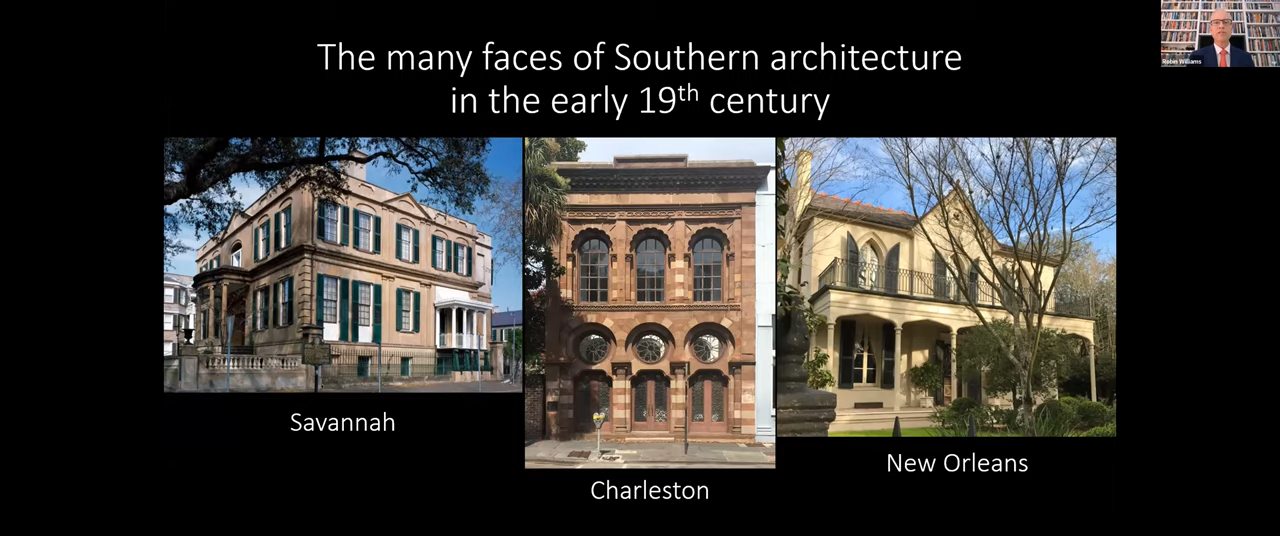 The many faces of Southern architecture
in the early 19th century
Robin Williams
Savannah
Charleston
New Orleans